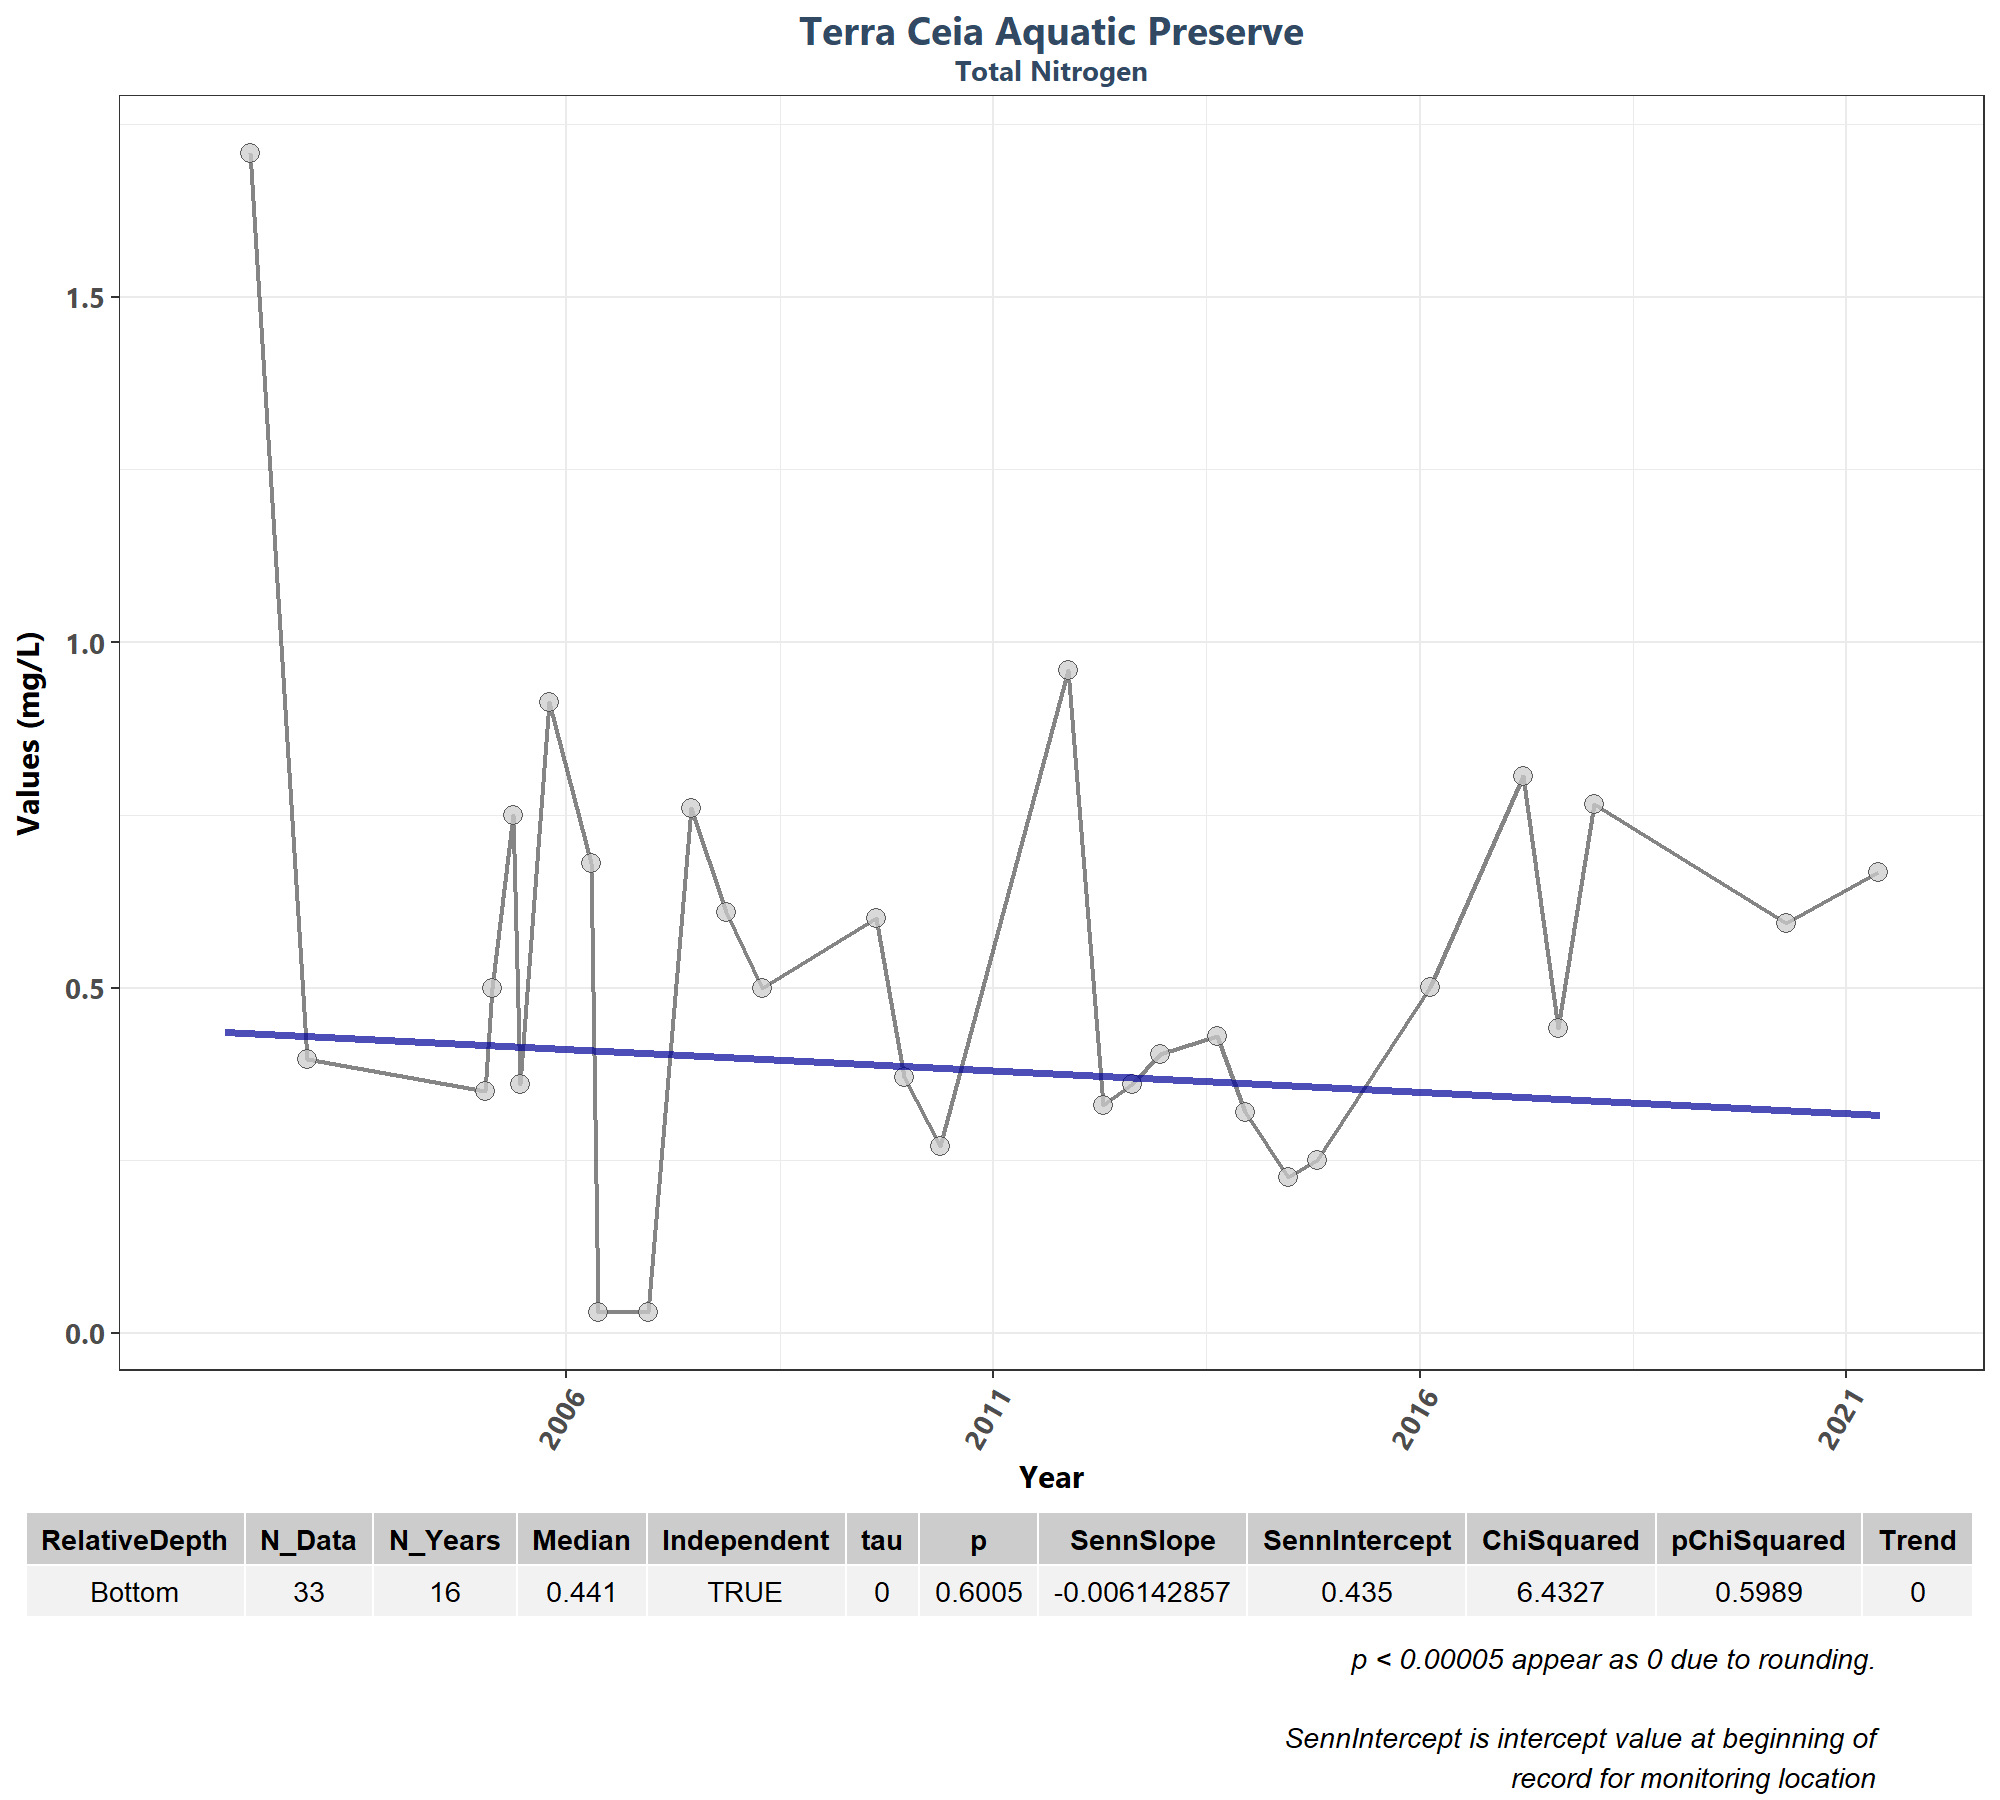 Terra Ceia Aquatic Preserve
Total Nitrogen
Values (mg/L)
1.5
1.0
0.5
0.0
2006 2011 2016 2021
Year
RelativeDepth N_Data N_Years Median Independent tau p SennSlope SennIntercept ChiSquared pChiSquared Trend
Bottom 33 16 0.441 TRUE 0 0.6005 -0.006142857 0.435 6.4327 0.5989 0
p < 0.00005 appear as 0 due to rounding.
SennIntercept is intercept value at beginning of
record for monitoring location